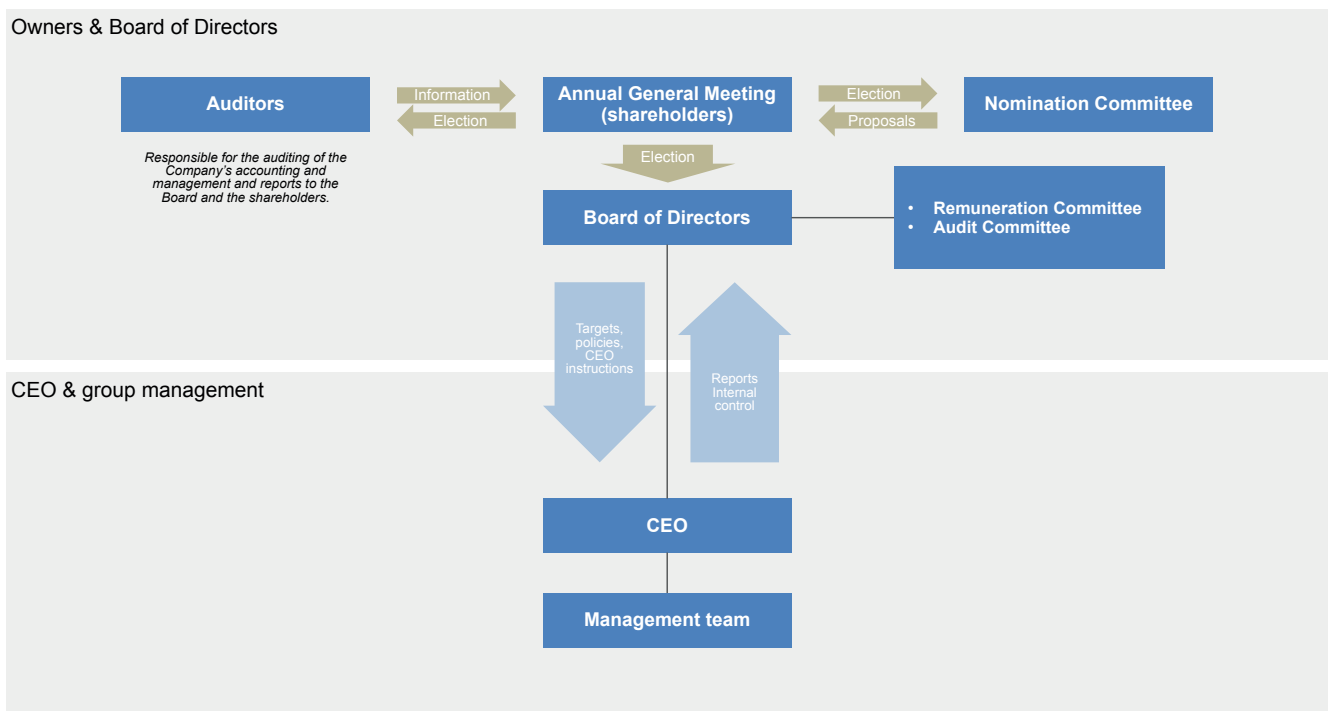 Owners & Board of Directors
Auditors
Information
Election
Annual General Meeting
(shareholders)
Election
Proposals
Nomination Committee
Responsible for the auditing of the
Company's accounting and
management and reports to the
Board and the shareholders.
Election
Board of Directors
• Remuneration Committee
• Audit Committee
Targets,
policies,
CEO
instructions
Reports
Internal
control
CEO & group management
CEO
Management team